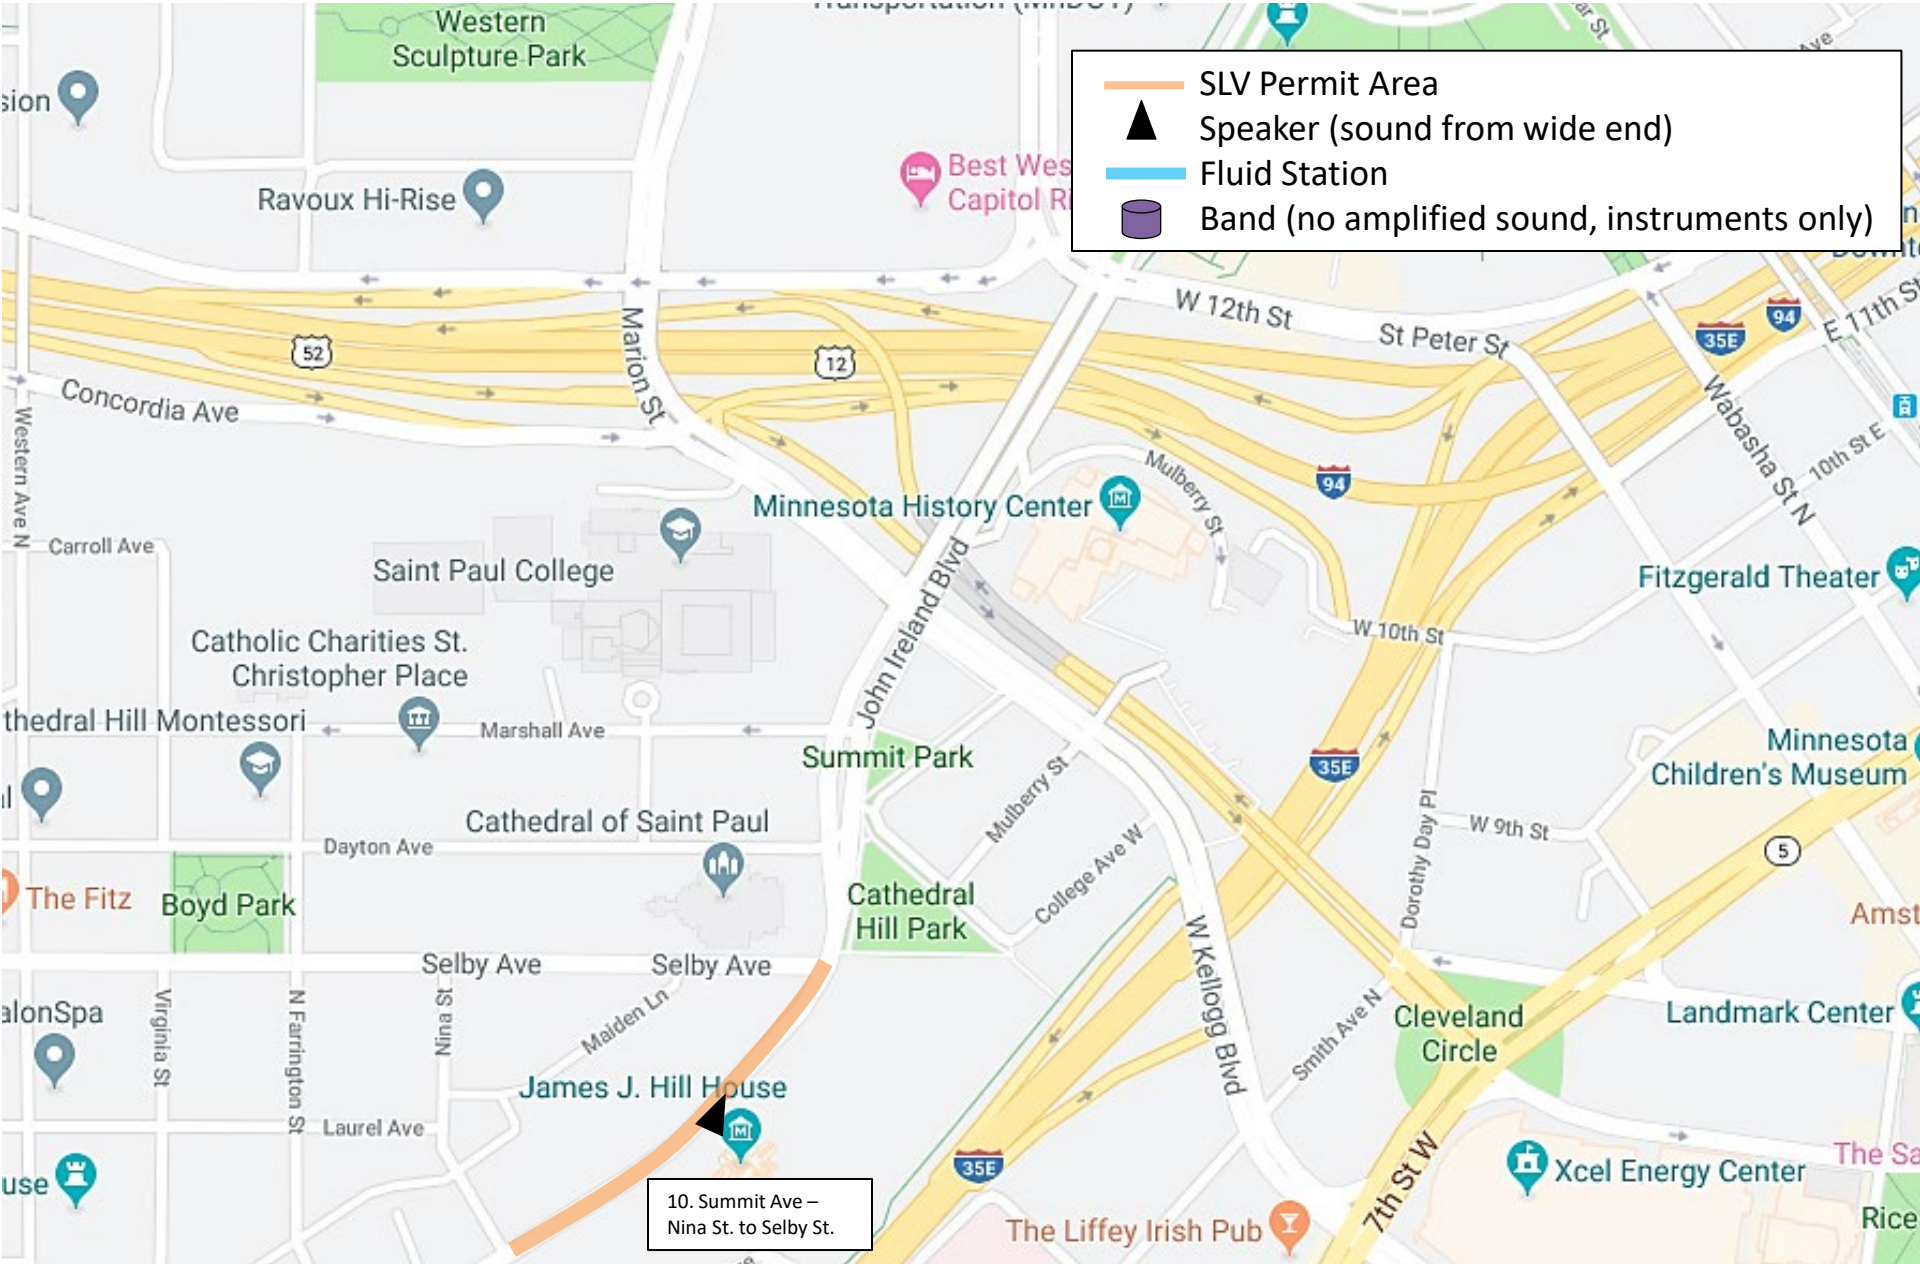 Transportation (MnDOT)
Western
Sculpture Park
SLV Permit Area
Speaker (sound from wide end)
Fluid Station
Band (no amplified sound, instruments only)
Ravoux Hi-Rise
Best Wes
Capitol Ri
W 12th St
St Peter St
E 11th St
35E
94
52
12
Marion St
Concordia Ave
Western Ave N
Wabasha St N
10th St E
Mulberry St
94
Minnesota History Center
Carroll Ave
Saint Paul College
John Ireland Blvd
Fitzgerald Theater
W 10th St
Catholic Charities St.
Christopher Place
thedral Hill Montessori
Marshall Ave
Summit Park
35E
Minnesota
Children's Museum
Mulberry St
Cathedral of Saint Paul
Dayton Ave
College Ave W
Dorothy Day Pl
W 9th St
5
The Fitz
Boyd Park
Cathedral
Hill Park
Amst
Selby Ave
Selby Ave
W Kellogg Blvd
alonSpa
Virginia St
N Farrington St
Nina St
Maiden Ln
Smith Ave N
Cleveland
Circle
Landmark Center
James J. Hill House
Laurel Ave
35E
7th St W
Xcel Energy Center
The Sa
use
10. Summit Ave –
Nina St. to Selby St.
The Liffey Irish Pub
Rice